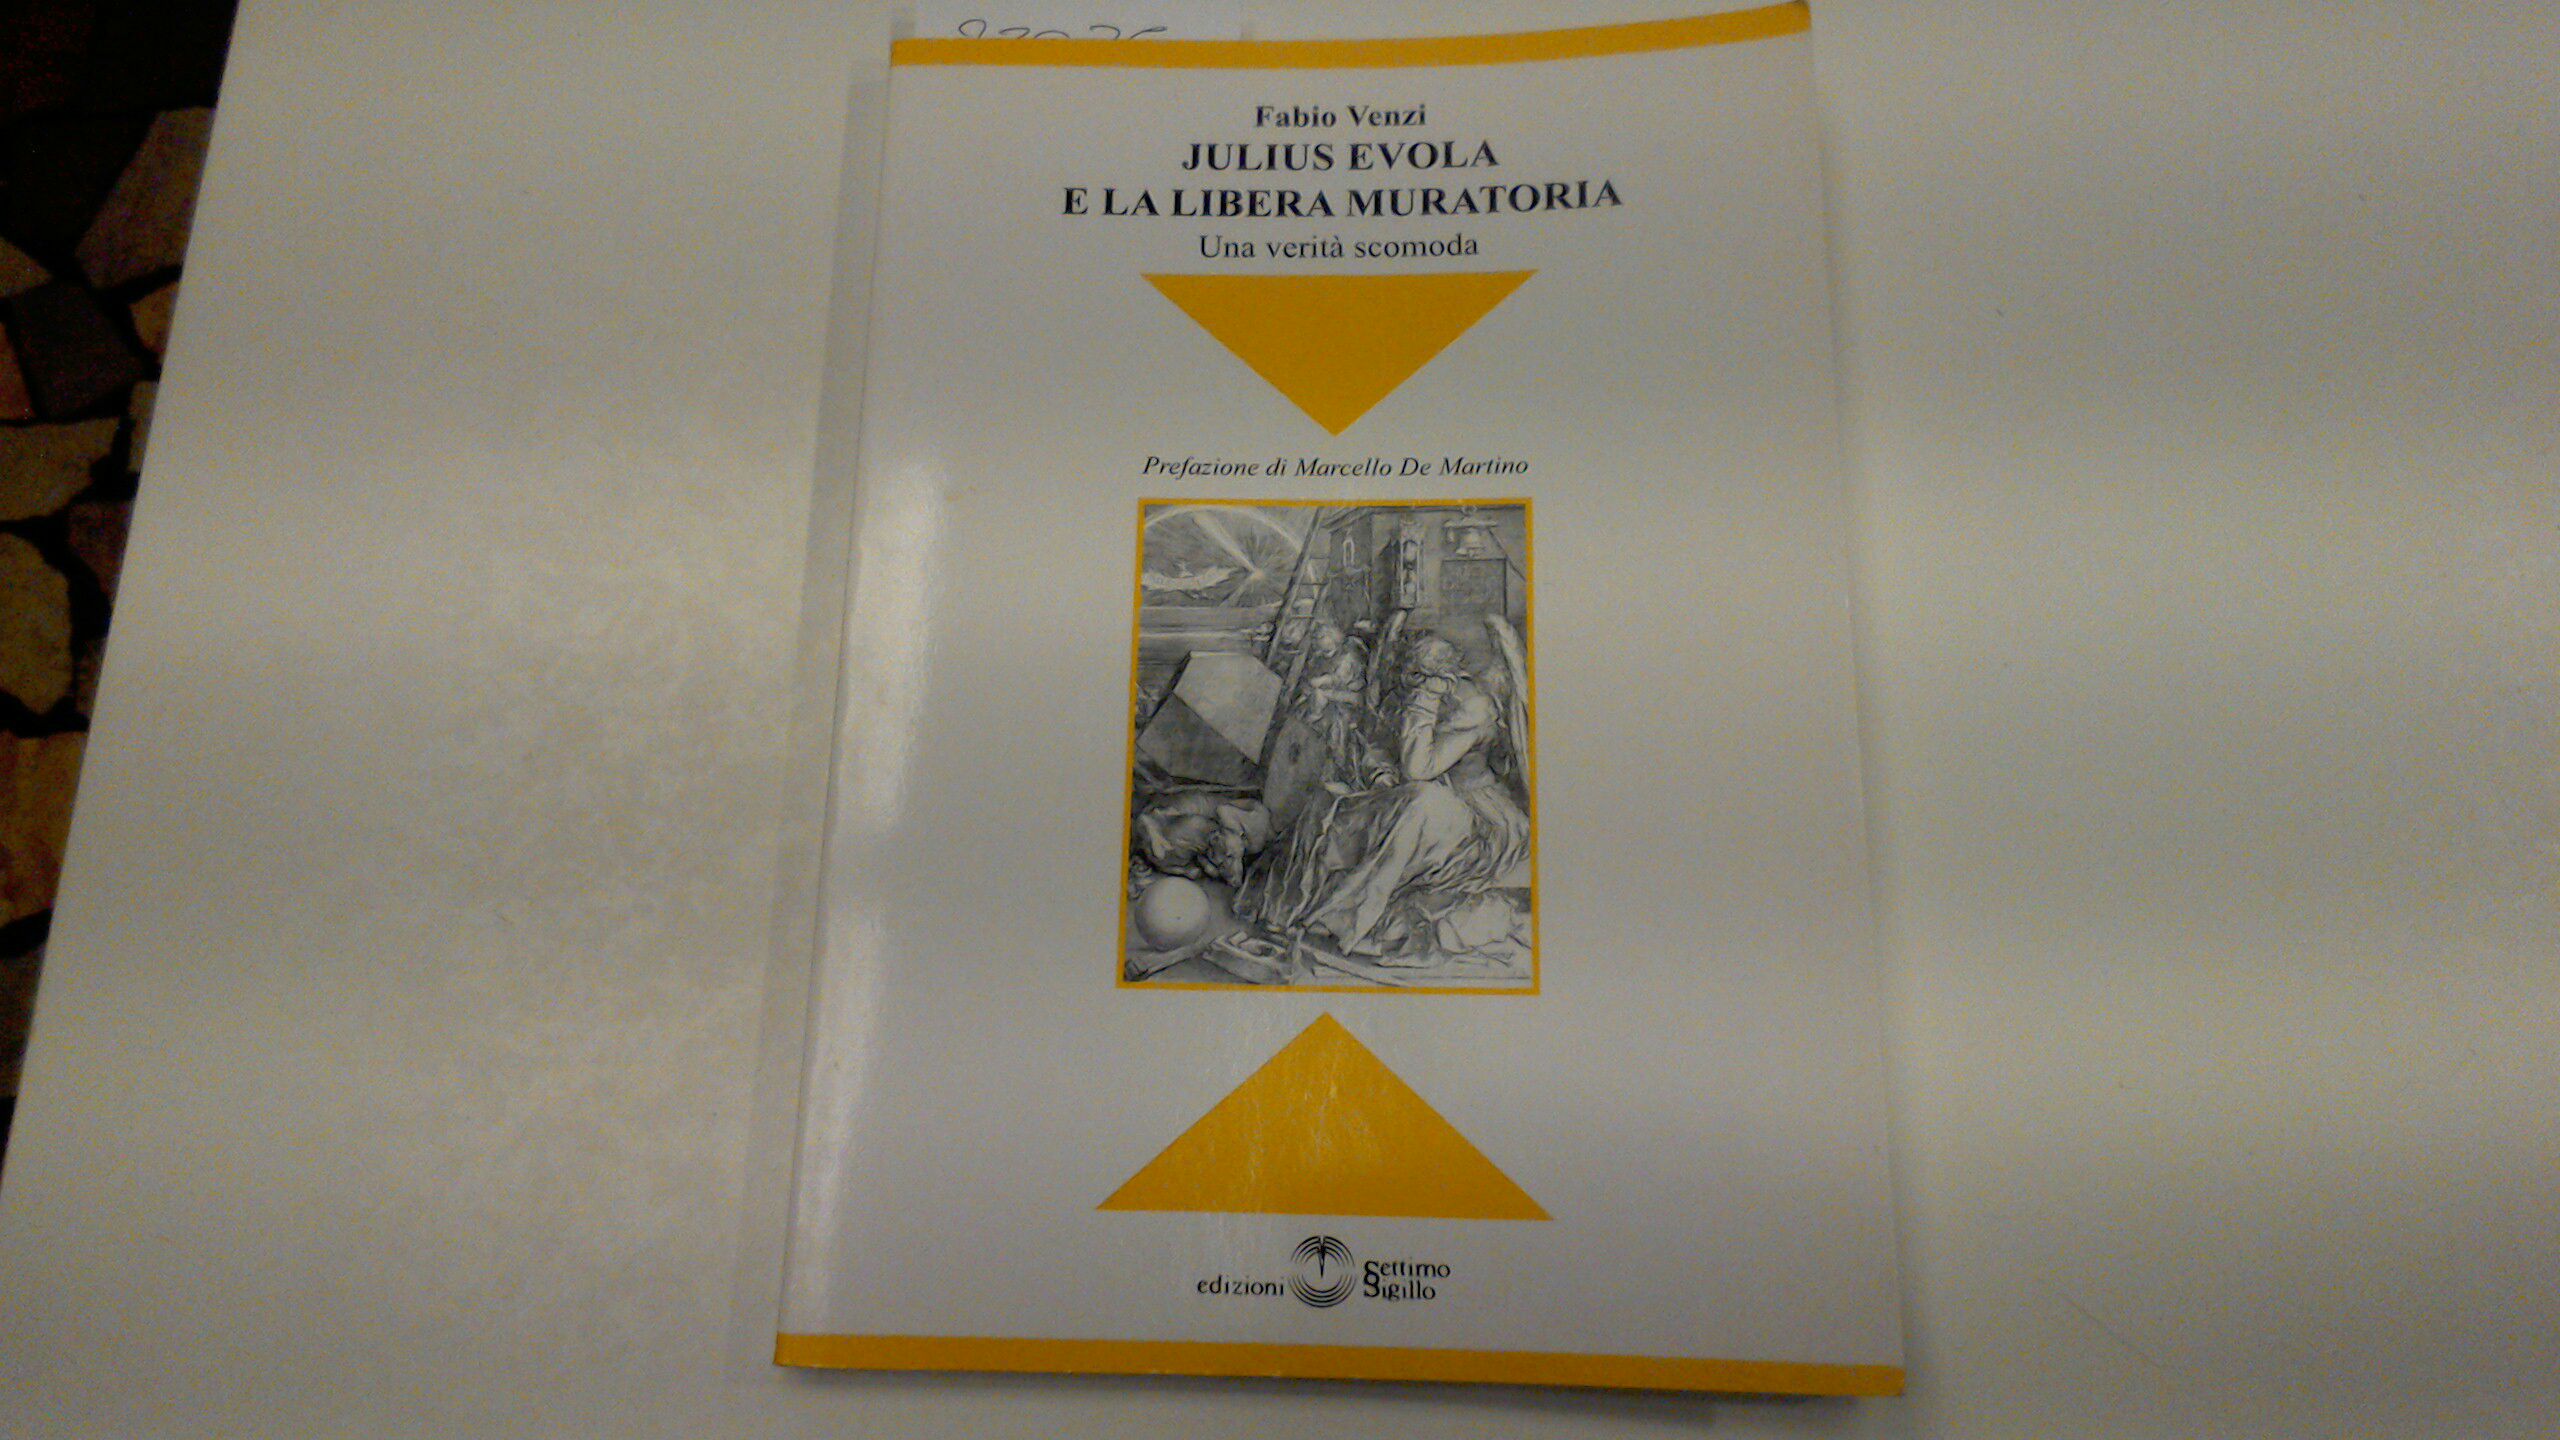 Fabio Venzi
JULIUS EVOLA
E LA LIBERA MURATORIA
Una verità scomoda
Prefazione di Marcello De Martino
edizioni Settimo
Sigillo